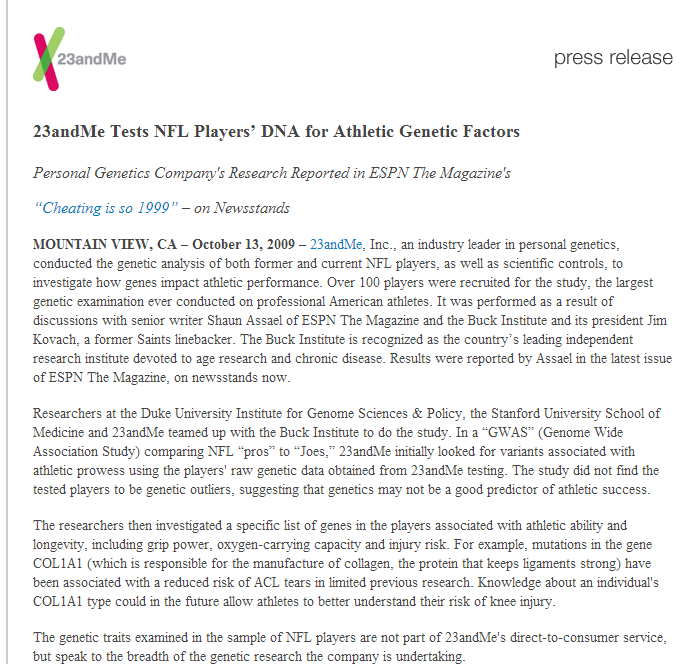 23andMe
press release
23andMe Tests NFL Players’ DNA for Athletic Genetic Factors
Personal Genetics Company's Research Reported in ESPN The Magazine's
“Cheating is so 1999” – on Newsstands
MOUNTAIN VIEW, CA – October 13, 2009 – 23andMe, Inc., an industry leader in personal genetics,
conducted the genetic analysis of both former and current NFL players, as well as scientific controls, to
investigate how genes impact athletic performance. Over 100 players were recruited for the study, the largest
genetic examination ever conducted on professional American athletes. It was performed as a result of
discussions with senior writer Shaun Assael of ESPN The Magazine and the Buck Institute and its president Jim
Kovach, a former Saints linebacker. The Buck Institute is recognized as the country’s leading independent
research institute devoted to age research and chronic disease. Results were reported by Assael in the latest issue
of ESPN The Magazine, on newsstands now.
Researchers at the Duke University Institute for Genome Sciences & Policy, the Stanford University School of
Medicine and 23andMe teamed up with the Buck Institute to do the study. In a “GWAS” (Genome Wide
Association Study) comparing NFL “pros” to “Joes,” 23andMe initially looked for variants associated with
athletic prowess using the players' raw genetic data obtained from 23andMe testing. The study did not find the
tested players to be genetic outliers, suggesting that genetics may not be a good predictor of athletic success.
The researchers then investigated a specific list of genes in the players associated with athletic ability and
longevity, including grip power, oxygen-carrying capacity and injury risk. For example, mutations in the gene
COL1A1 (which is responsible for the manufacture of collagen, the protein that keeps ligaments strong) have
been associated with a reduced risk of ACL tears in limited previous research. Knowledge about an individual's
COL1A1 type could in the future allow athletes to better understand their risk of knee injury.
The genetic traits examined in the sample of NFL players are not part of 23andMe's direct-to-consumer service,
but speak to the breadth of the genetic research the company is undertaking.